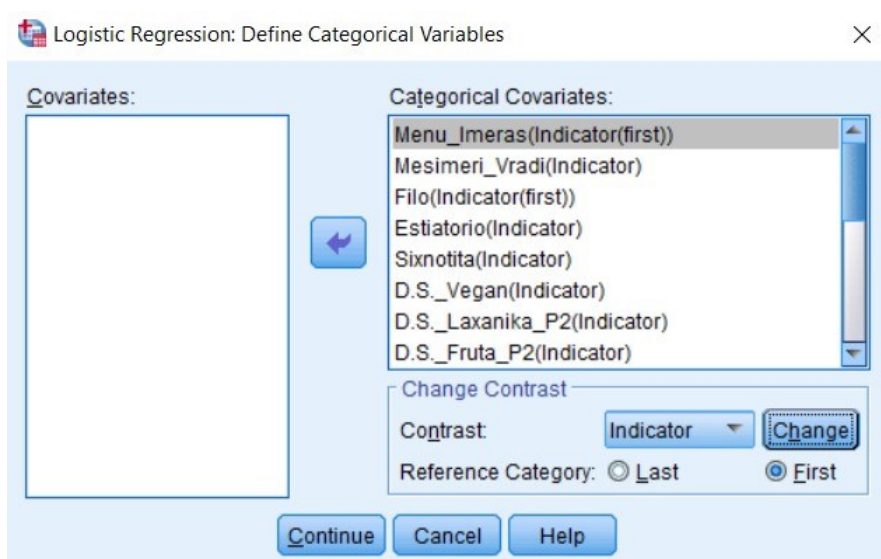 Logistic Regression: Define Categorical Variables
Covariates:
Categorical Covariates:
Menu_Imeras(Indicator(first))
Mesimeri_Vradi(Indicator)
Filo(Indicator(first))
Estiatorio(Indicator)
Sixnotita(Indicator)
D.S._Vegan(Indicator)
D.S._Laxanika_P2(Indicator)
D.S._Fruta_P2(Indicator)
Change Contrast
Contrast: Indicator Change
Reference Category: Last First
Continue Cancel Help